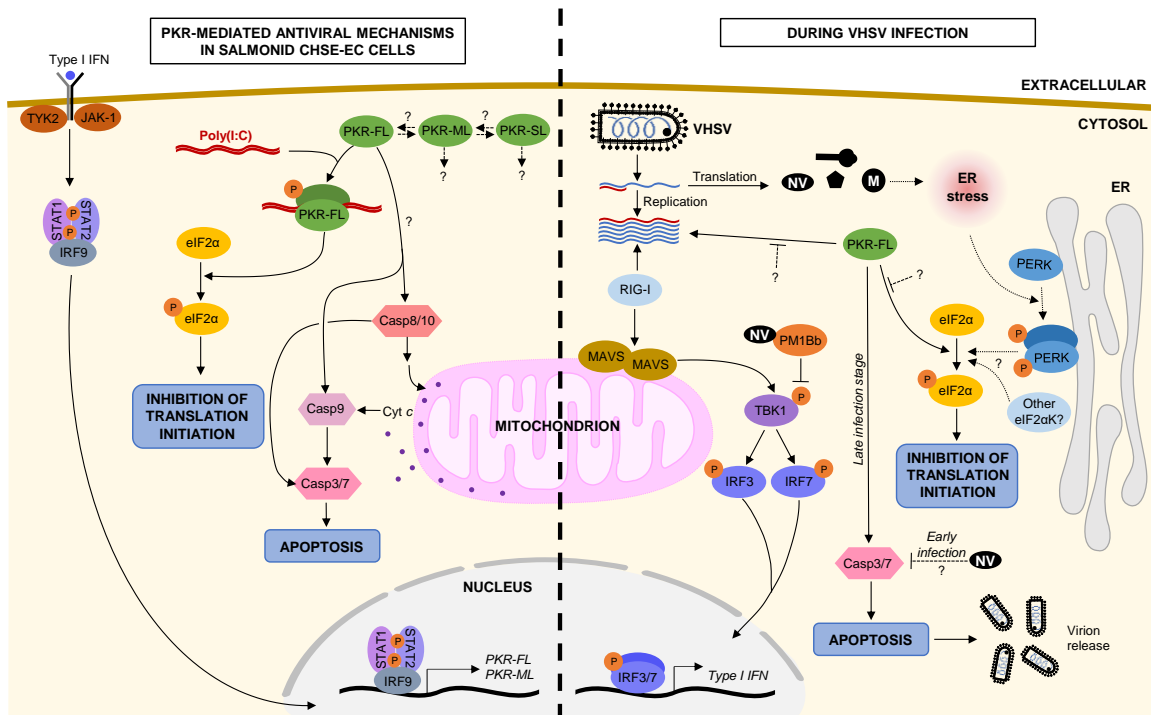 PKR-MEDIATED ANTIVIRAL MECHANISMS
IN SALMONID CHSE-EC CELLS
Type I IFN
TYK2
JAK-1
Poly(I:C)
PKR-FL
?
PKR-ML
?
PKR-SL
?
?
P
PKR-FL
?
STAT1
P
P
STAT2
IRF9
eIF2α
P
eIF2α
INHIBITION OF
TRANSLATION
INITIATION
Casp8/10
Casp9
Cyt c
Casp3/7
APOPTOSIS
MITOCHONDRION
NUCLEUS
STAT1
P
P
STAT2
IRF9
PKR-FL
PKR-ML
DURING VHSV INFECTION
EXTRACELLULAR
CYTOSOL
VHSV
Translation
NV
M
ER
stress
ER
Replication
PKR-FL
?
?
PERK
RIG-I
eIF2α
P
PERK
P
?
MAVS
MAVS
NV
PM1Bb
P
TBK1
P
eIF2α
Other
eIF2αK?
P
IRF3
P
IRF7
Late infection stage
INHIBITION OF
TRANSLATION
INITIATION
Casp3/7
Early
infection
?
NV
APOPTOSIS
Virion
release
P
IRF3/7
Type I IFN